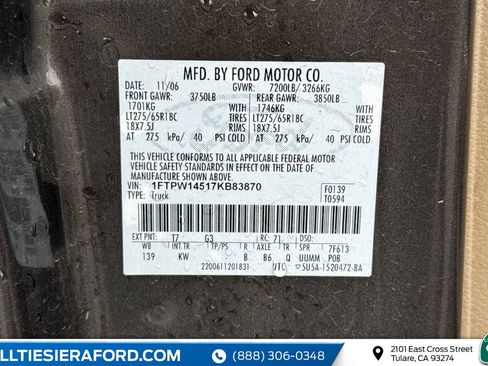 MFD. BY FORD MOTOR CO.
DATE: 11/06 GVWR: 7200LB/ 3266KG
FRONT GAWR: 3750LB REAR GAWR: 3850LB
1701KG WITH 1746KG WITH
LT275/65R18C TIRES LT275/65R18C TIRES
18X7.5J RIMS 18X7.5J RIMS
AT 275 kPa/ 40 PSI COLD AT 275 kPa/ 40 PSI COLD
THIS VEHICLE CONFORMS TO ALL APPLICABLE FEDERAL MOTOR
VEHICLE SAFETY STANDARDS IN EFFECT ON THE DATE OF
MANUFACTURE SHOWN ABOVE.
VIN: 1FTPW14517KB83870 F0139
TYPE: Truck T0594
EXT PNT: T7 G3 RC: 71 DSO:
WB INT TR TP/PS R AXLE TR SPR 7F613
139 KW - B B6 Q UUMM POB
2200611201831 UTC ▽5U5A-1520472-BA
LLTIESIERAFORD.COM
(888) 306-0348
2101 East Cross Street
Tulare, CA 93274